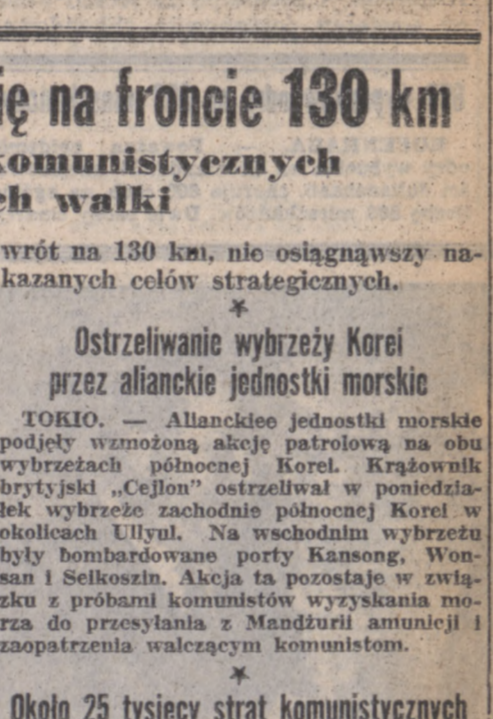 ię na froncie 130 km
komunistycznych
ch walki
wrót na 130 km, nie osiągnąwszy na-
kazanych celów strategicznych.
★
Ostrzeliwanie wybrzeży Korei
przez alianckie jednostki morskie
TOKIO. — Alianckiee jednostki morskie
podjęły wzmożoną akcję patrolową na obu
wybrzeżach północnej Korei. Krążownik
brytyjski „Cejlon” ostrzeliwał w poniedzia-
łek wybrzeże zachodnie północnej Korei w
okolicach Ullyul. Na wschodnim wybrzeżu
były bombardowane porty Kansong, Won-
san i Seikoszin. Akcja ta pozostaje w zwią-
zku z próbami komunistów wyzyskania mo-
rza do przesyłania z Mandżurii amunicji i
zaopatrzenia walczącym komunistom.
★
Około 25 tysięcy strat komunistycznych